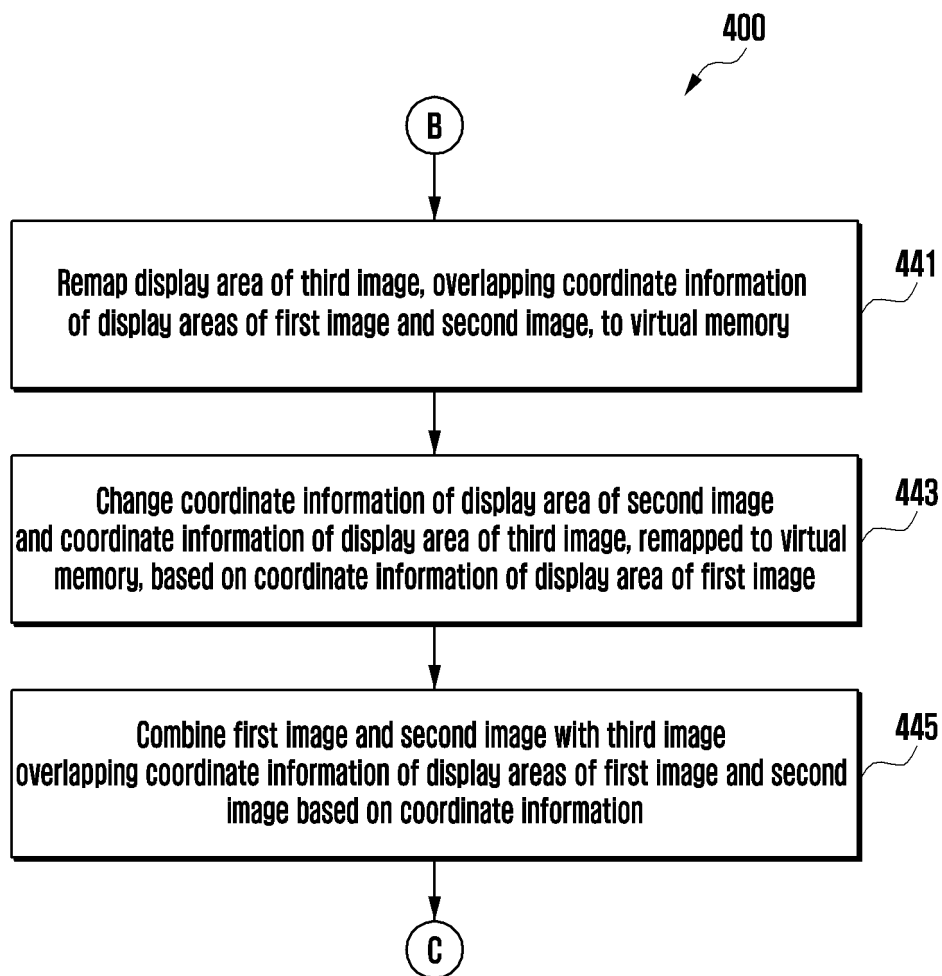 400
B
Remap display area of third image, overlapping coordinate information
of display areas of first image and second image, to virtual memory
441
Change coordinate information of display area of second image
and coordinate information of display area of third image, remapped to virtual
memory, based on coordinate information of display area of first image
443
Combine first image and second image with third image
overlapping coordinate information of display areas of first image and second
image based on coordinate information
445
C